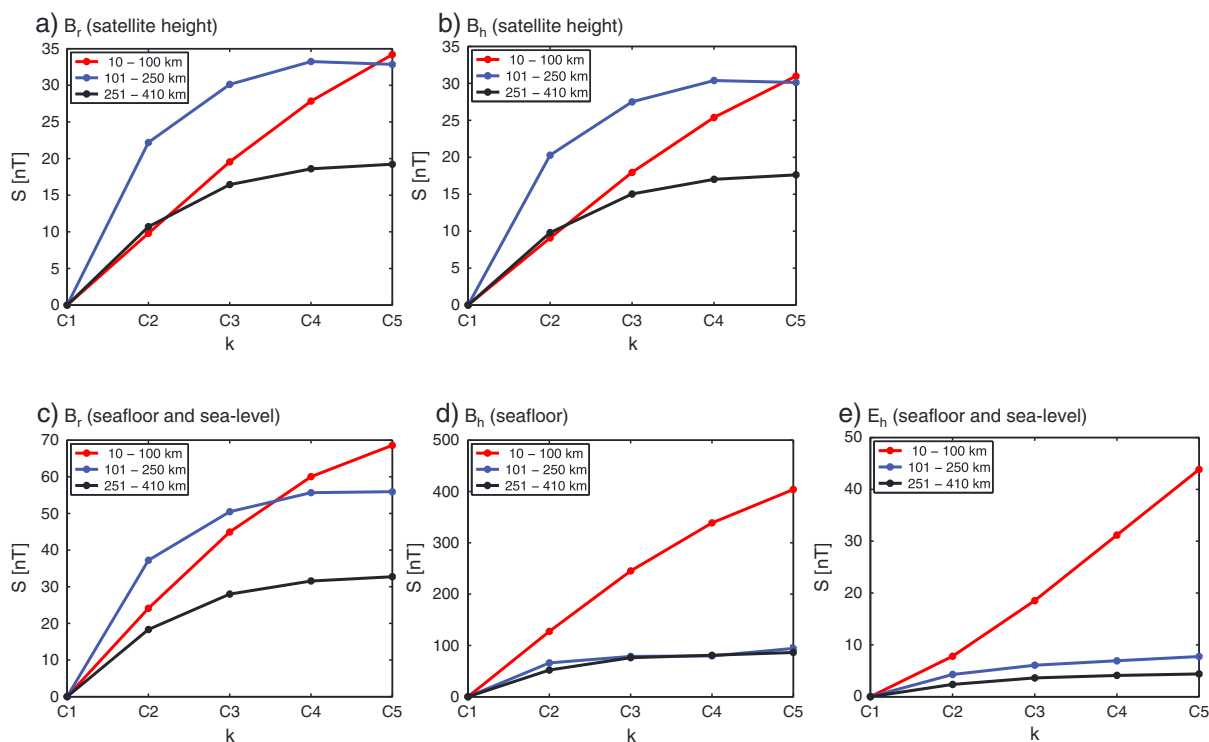 a) Br (satellite height)
35
30
25
20
15
10
5
0
S [nT]
10 – 100 km
101 – 250 km
251 – 410 km
C1 C2 C3 C4 C5
k
b) Bh (satellite height)
35
30
25
20
15
10
5
0
S [nT]
10 – 100 km
101 – 250 km
251 – 410 km
C1 C2 C3 C4 C5
k
c) Br (seafloor and sea-level)
70
60
50
40
30
20
10
0
S [nT]
10 – 100 km
101 – 250 km
251 – 410 km
C1 C2 C3 C4 C5
k
d) Bh (seafloor)
500
400
300
200
100
0
S [nT]
10 – 100 km
101 – 250 km
251 – 410 km
C1 C2 C3 C4 C5
k
e) Eh (seafloor and sea-level)
50
40
30
20
10
0
S [nT]
10 – 100 km
101 – 250 km
251 – 410 km
C1 C2 C3 C4 C5
k